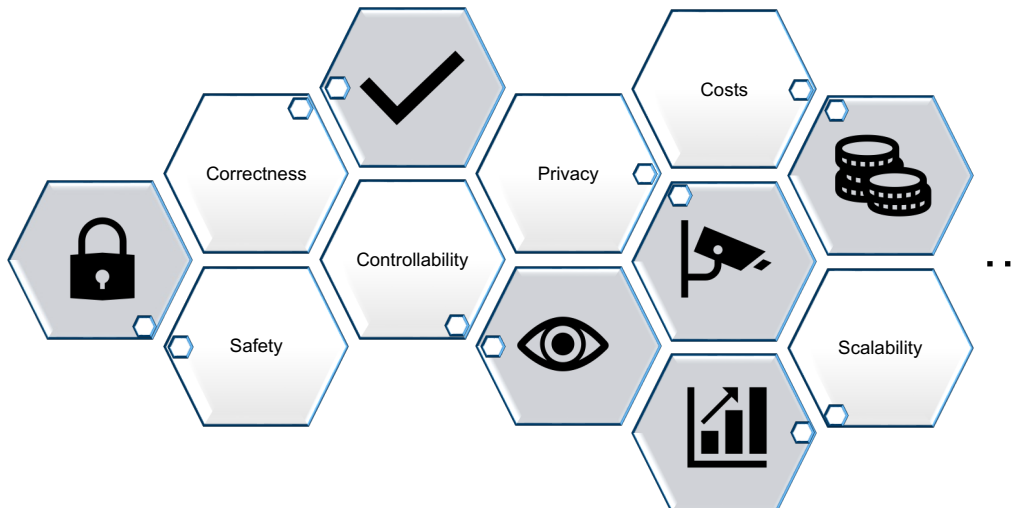 Costs
Correctness
Privacy
Controllability
Safety
Scalability
..